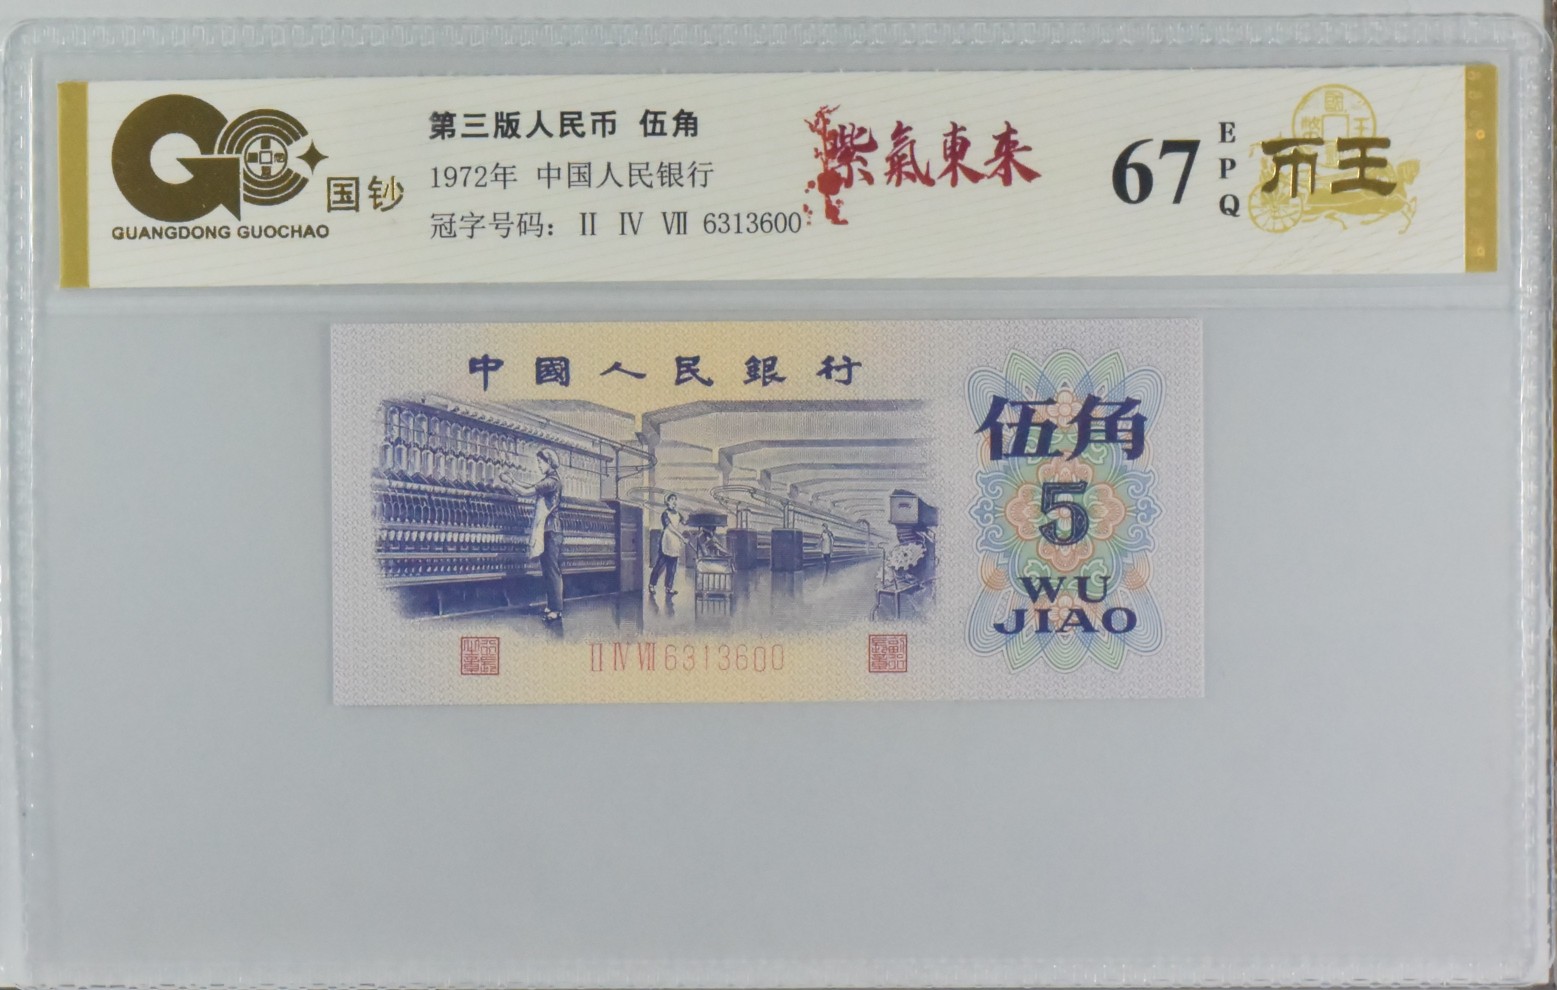 国钞
GUANGDONG GUOCHAO
第三版人民币 伍角
1972年 中国人民银行
冠字号码： Ⅱ Ⅳ Ⅶ 6313600
紫氣東来
67
EPQ
币王
中國人民銀行
伍角
5
WU
JIAO
Ⅱ Ⅳ Ⅶ 6313600